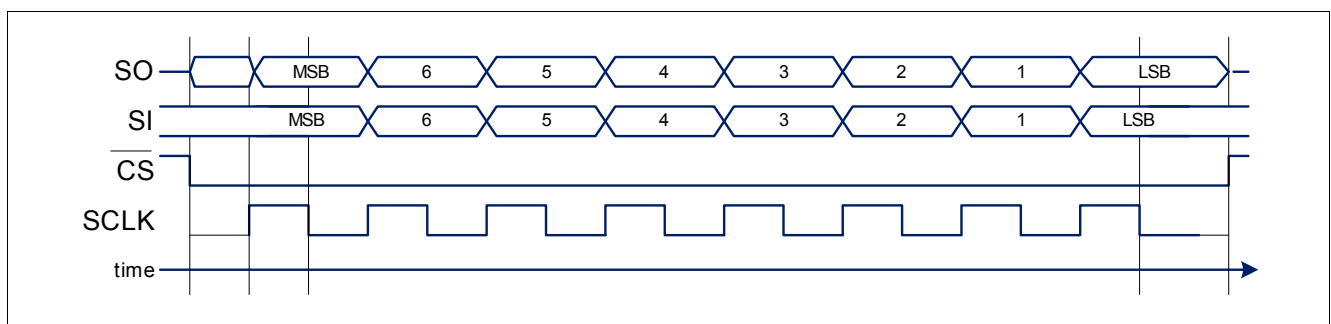 SO MSB 6 5 4 3 2 1 LSB
SI MSB 6 5 4 3 2 1 LSB
CS
SCLK
time